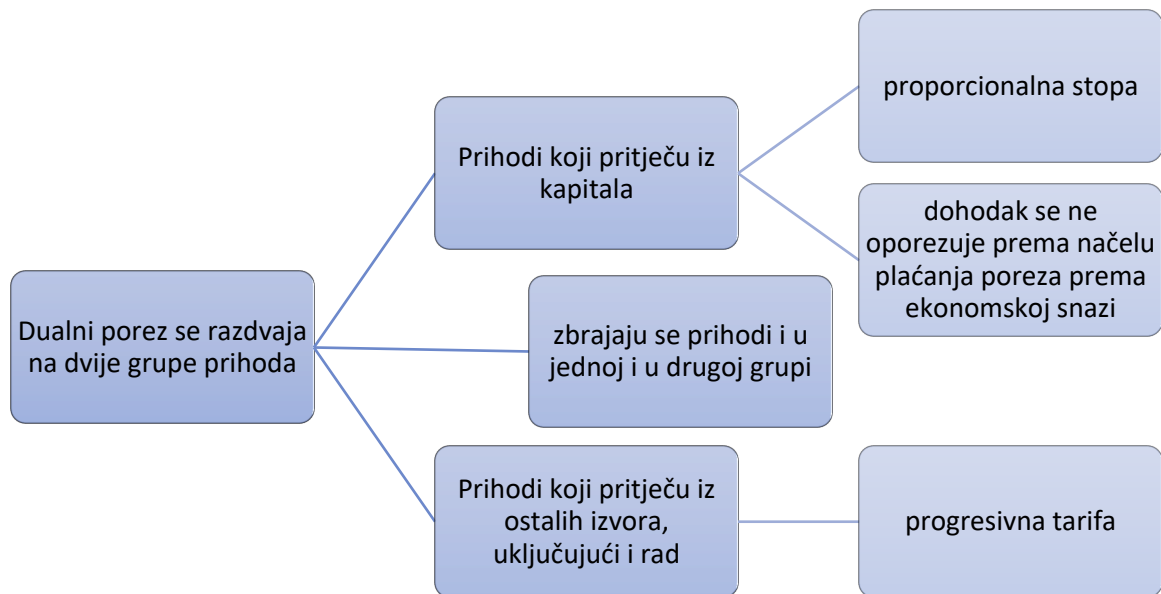 Dualni porez se razdvaja
na dvije grupe prihoda
Prihodi koji pritječu iz
kapitala
proporcionalna stopa
dohodak se ne
oporezuje prema načelu
plaćanja poreza prema
ekonomskoj snazi
zbrajaju se prihodi i u
jednoj i u drugoj grupi
Prihodi koji pritječu iz
ostalih izvora,
uključujući i rad
progresivna tarifa